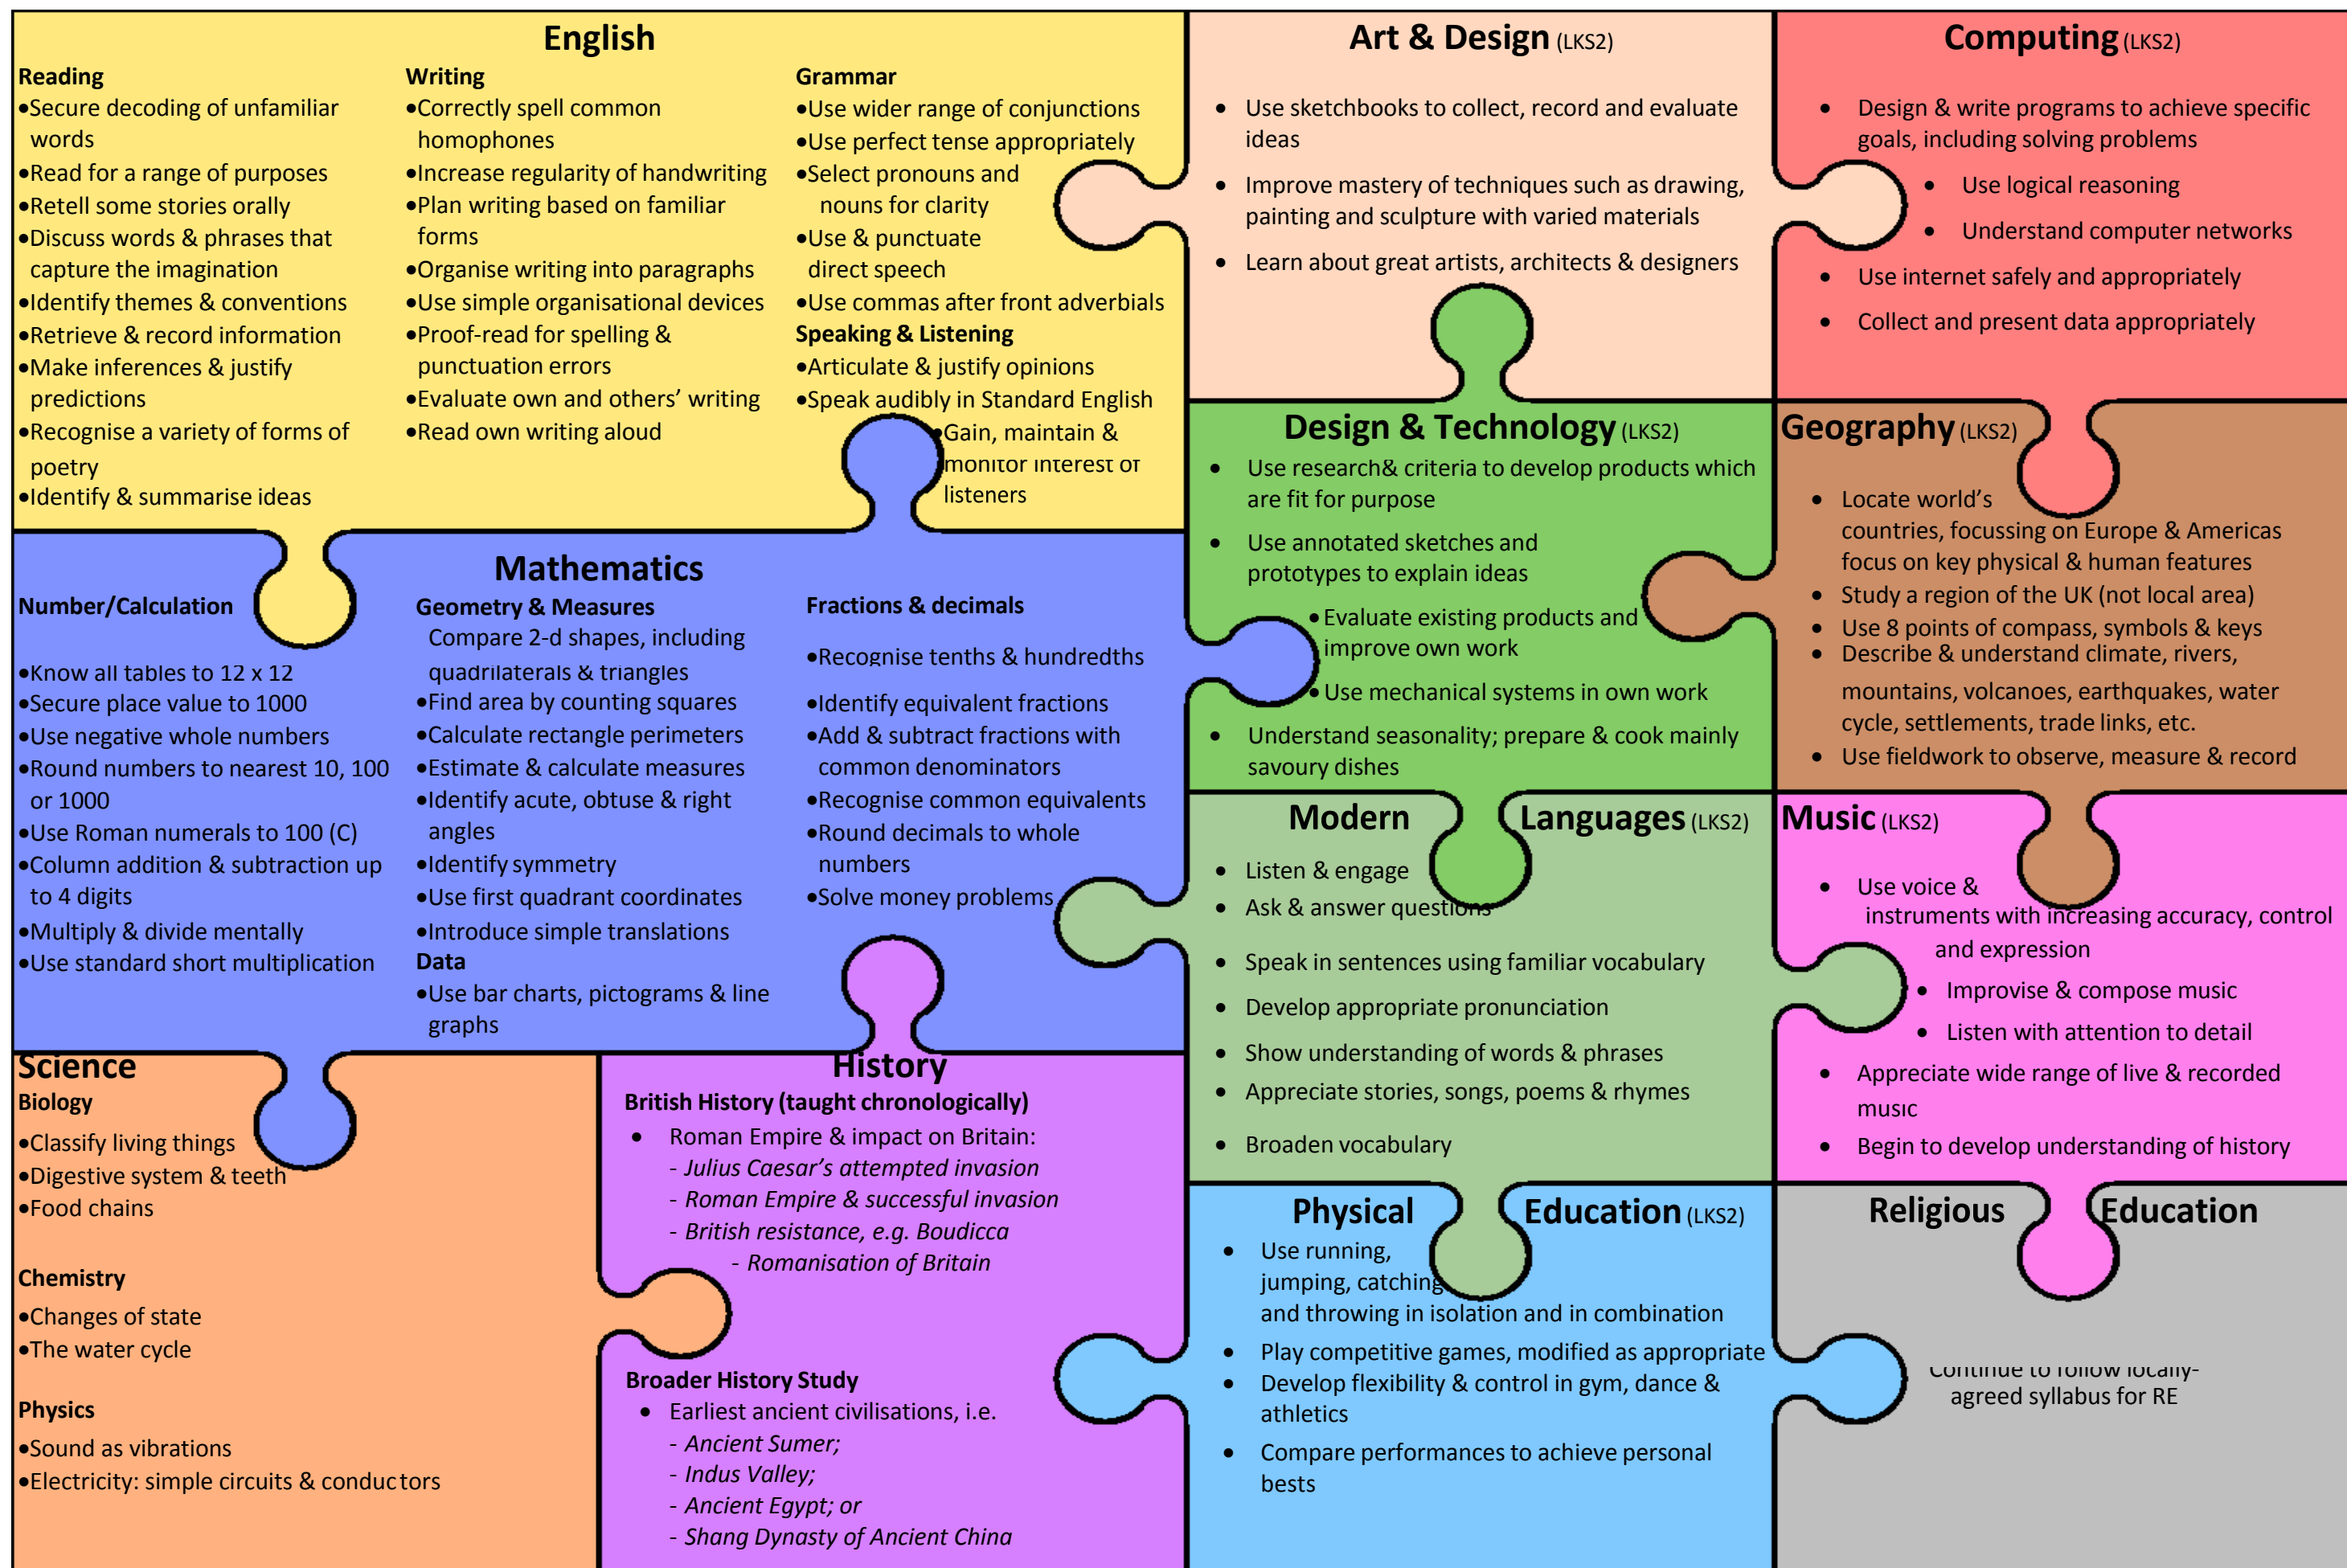 English
Reading
•Secure decoding of unfamiliar
words
•Read for a range of purposes
•Retell some stories orally
•Discuss words & phrases that
capture the imagination
•Identify themes & conventions
•Retrieve & record information
•Make inferences & justify
predictions
•Recognise a variety of forms of
poetry
•Identify & summarise ideas
Writing
•Correctly spell common
homophones
•Increase regularity of handwriting
•Plan writing based on familiar
forms
•Organise writing into paragraphs
•Use simple organisational devices
•Proof-read for spelling &
punctuation errors
•Evaluate own and others’ writing
•Read own writing aloud
Grammar
•Use wider range of conjunctions
•Use perfect tense appropriately
•Select pronouns and
nouns for clarity
•Use & punctuate
direct speech
•Use commas after front adverbials
Speaking & Listening
•Articulate & justify opinions
•Speak audibly in Standard English
•Gain, maintain &
monitor interest of
listeners
Art & Design (LKS2)
• Use sketchbooks to collect, record and evaluate
ideas
• Improve mastery of techniques such as drawing,
painting and sculpture with varied materials
• Learn about great artists, architects & designers
Computing (LKS2)
• Design & write programs to achieve specific
goals, including solving problems
• Use logical reasoning
• Understand computer networks
• Use internet safely and appropriately
• Collect and present data appropriately
Mathematics
Number/Calculation
•Know all tables to 12 x 12
•Secure place value to 1000
•Use negative whole numbers
•Round numbers to nearest 10, 100
or 1000
•Use Roman numerals to 100 (C)
•Column addition & subtraction up
to 4 digits
•Multiply & divide mentally
•Use standard short multiplication
Geometry & Measures
Compare 2-d shapes, including
quadrilaterals & triangles
•Find area by counting squares
•Calculate rectangle perimeters
•Estimate & calculate measures
•Identify acute, obtuse & right
angles
•Identify symmetry
•Use first quadrant coordinates
•Introduce simple translations
Data
•Use bar charts, pictograms & line
graphs
Fractions & decimals
•Recognise tenths & hundredths
•Identify equivalent fractions
•Add & subtract fractions with
common denominators
•Recognise common equivalents
•Round decimals to whole
numbers
•Solve money problems
Design & Technology (LKS2)
• Use research& criteria to develop products which
are fit for purpose
• Use annotated sketches and
prototypes to explain ideas
•Evaluate existing products and
improve own work
•Use mechanical systems in own work
• Understand seasonality; prepare & cook mainly
savoury dishes
Geography (LKS2)
• Locate world’s
countries, focussing on Europe & Americas
focus on key physical & human features
• Study a region of the UK (not local area)
• Use 8 points of compass, symbols & keys
• Describe & understand climate, rivers,
mountains, volcanoes, earthquakes, water
cycle, settlements, trade links, etc.
• Use fieldwork to observe, measure & record
Modern Languages (LKS2)
• Listen & engage
• Ask & answer questions
• Speak in sentences using familiar vocabulary
• Develop appropriate pronunciation
• Show understanding of words & phrases
• Appreciate stories, songs, poems & rhymes
• Broaden vocabulary
Music (LKS2)
• Use voice &
instruments with increasing accuracy, control
and expression
• Improvise & compose music
• Listen with attention to detail
• Appreciate wide range of live & recorded
music
• Begin to develop understanding of history
Science
Biology
•Classify living things
•Digestive system & teeth
•Food chains
Chemistry
•Changes of state
•The water cycle
Physics
•Sound as vibrations
•Electricity: simple circuits & conductors
History
British History (taught chronologically)
• Roman Empire & impact on Britain:
- Julius Caesar’s attempted invasion
- Roman Empire & successful invasion
- British resistance, e.g. Boudicca
- Romanisation of Britain
Broader History Study
• Earliest ancient civilisations, i.e.
- Ancient Sumer;
- Indus Valley;
- Ancient Egypt; or
- Shang Dynasty of Ancient China
Physical Education (LKS2)
• Use running,
jumping, catching
and throwing in isolation and in combination
• Play competitive games, modified as appropriate
• Develop flexibility & control in gym, dance &
athletics
• Compare performances to achieve personal
bests
Religious Education
Continue to follow locally-
agreed syllabus for RE